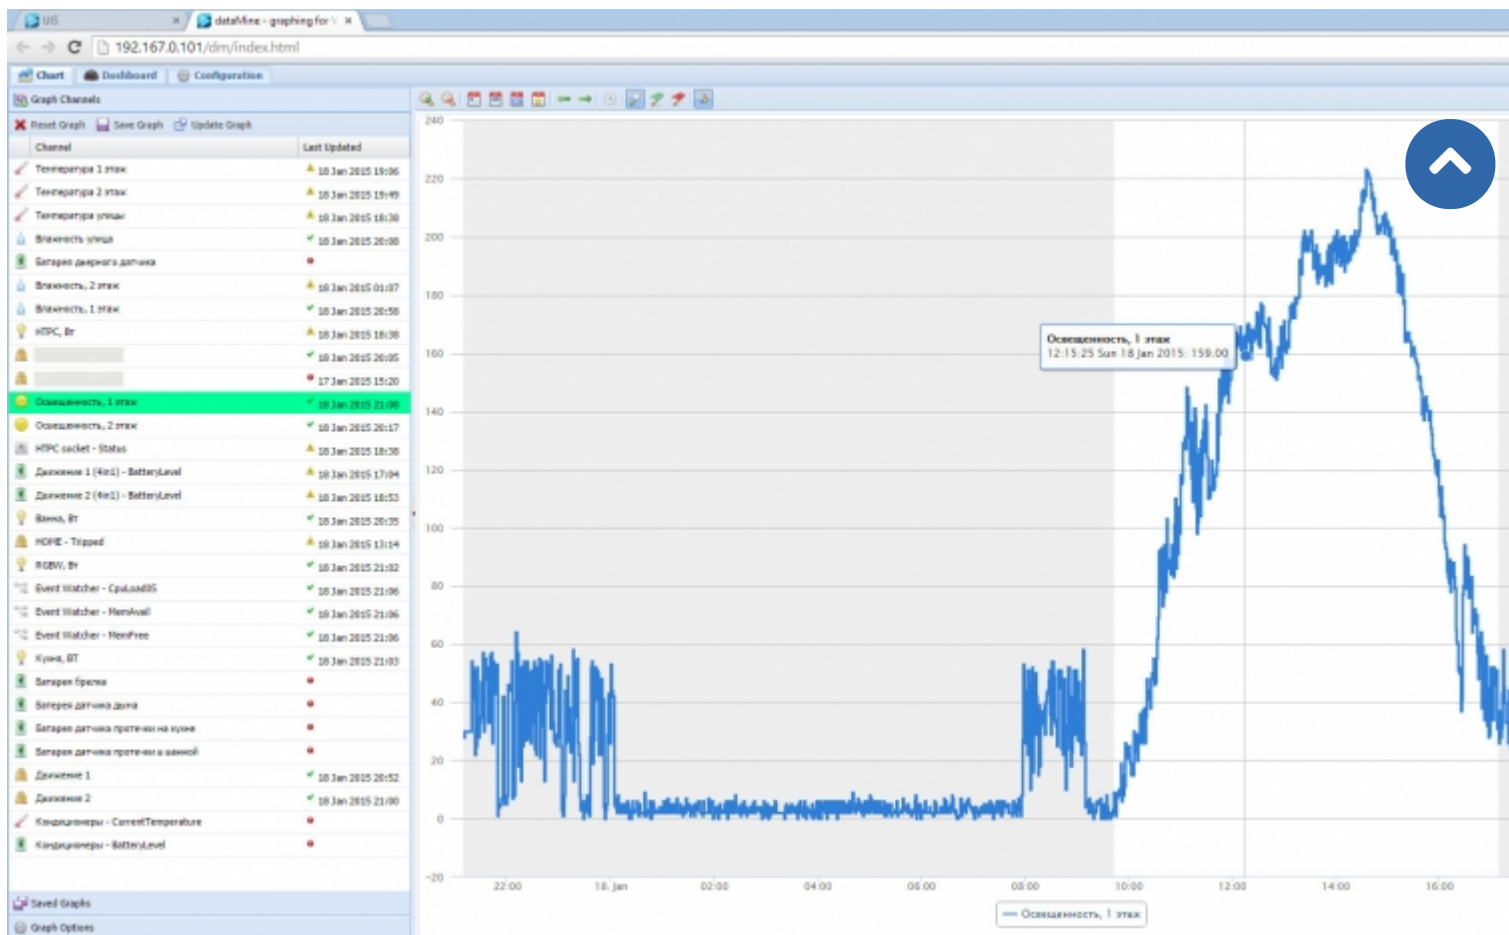 UI5
dataMine - graphing for V
192.167.0.101/dm/index.html
Chart Dashboard Configuration
Graph Channels
Reset Graph Save Graph Update Graph
Channel Last Updated
Температура 1 этаж 18 Jan 2015 19:06
Температура 2 этаж 18 Jan 2015 19:49
Температура улицы 18 Jan 2015 18:38
Влажность улица 18 Jan 2015 20:08
Батарея дверного датчика
Влажность, 2 этаж 18 Jan 2015 01:07
Влажность, 1 этаж 18 Jan 2015 20:58
HTPC, Вт 18 Jan 2015 18:38
18 Jan 2015 20:05
17 Jan 2015 15:20
Освещенность, 1 этаж 18 Jan 2015 21:08
Освещенность, 2 этаж 18 Jan 2015 20:17
HTPC socket - Status 18 Jan 2015 18:38
Движение 1 (4in1) - BatteryLevel 18 Jan 2015 17:04
Движение 2 (4in1) - BatteryLevel 18 Jan 2015 18:53
Ванна, Вт 18 Jan 2015 20:35
HOME - Tripped 18 Jan 2015 13:14
RGBW, Вт 18 Jan 2015 21:02
Event Watcher - CpuLoad05 18 Jan 2015 21:06
Event Watcher - MemAvail 18 Jan 2015 21:06
Event Watcher - MemFree 18 Jan 2015 21:06
Кухня, ВТ 18 Jan 2015 21:03
Батарея брелка
Батарея датчика дыма
Батарея датчика протечки на кухне
Батарея датчика протечки в ванной
Движение 1 18 Jan 2015 20:52
Движение 2 18 Jan 2015 21:00
Кондиционеры - CurrentTemperature
Кондиционеры - BatteryLevel
Saved Graphs
Graph Options
240
220
200
180
160
140
120
100
80
60
40
20
0
-20
Освещенность, 1 этаж
12:15:25 Sun 18 Jan 2015: 159.00
22:00 18. Jan 02:00 04:00 06:00 08:00 10:00 12:00 14:00 16:00
Освещенность, 1 этаж